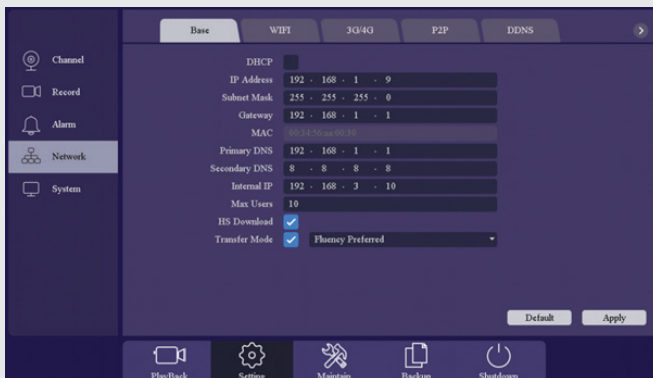 Base WIFI 3G/4G P2P DDNS
Channel
Record
Alarm
Network
System
DHCP
IP Address 192 . 168 . 1 . 9
Subnet Mask 255 . 255 . 255 . 0
Gateway 192 . 168 . 1 . 1
MAC
Primary DNS 192 . 168 . 1 . 1
Secondary DNS 8 . 8 . 8 . 8
Internal IP 192 . 168 . 3 . 10
Max Users 10
HS Download
Transfer Mode Fluency Preferred
Default Apply
PlayBack Setting Maintain Backup Shutdown